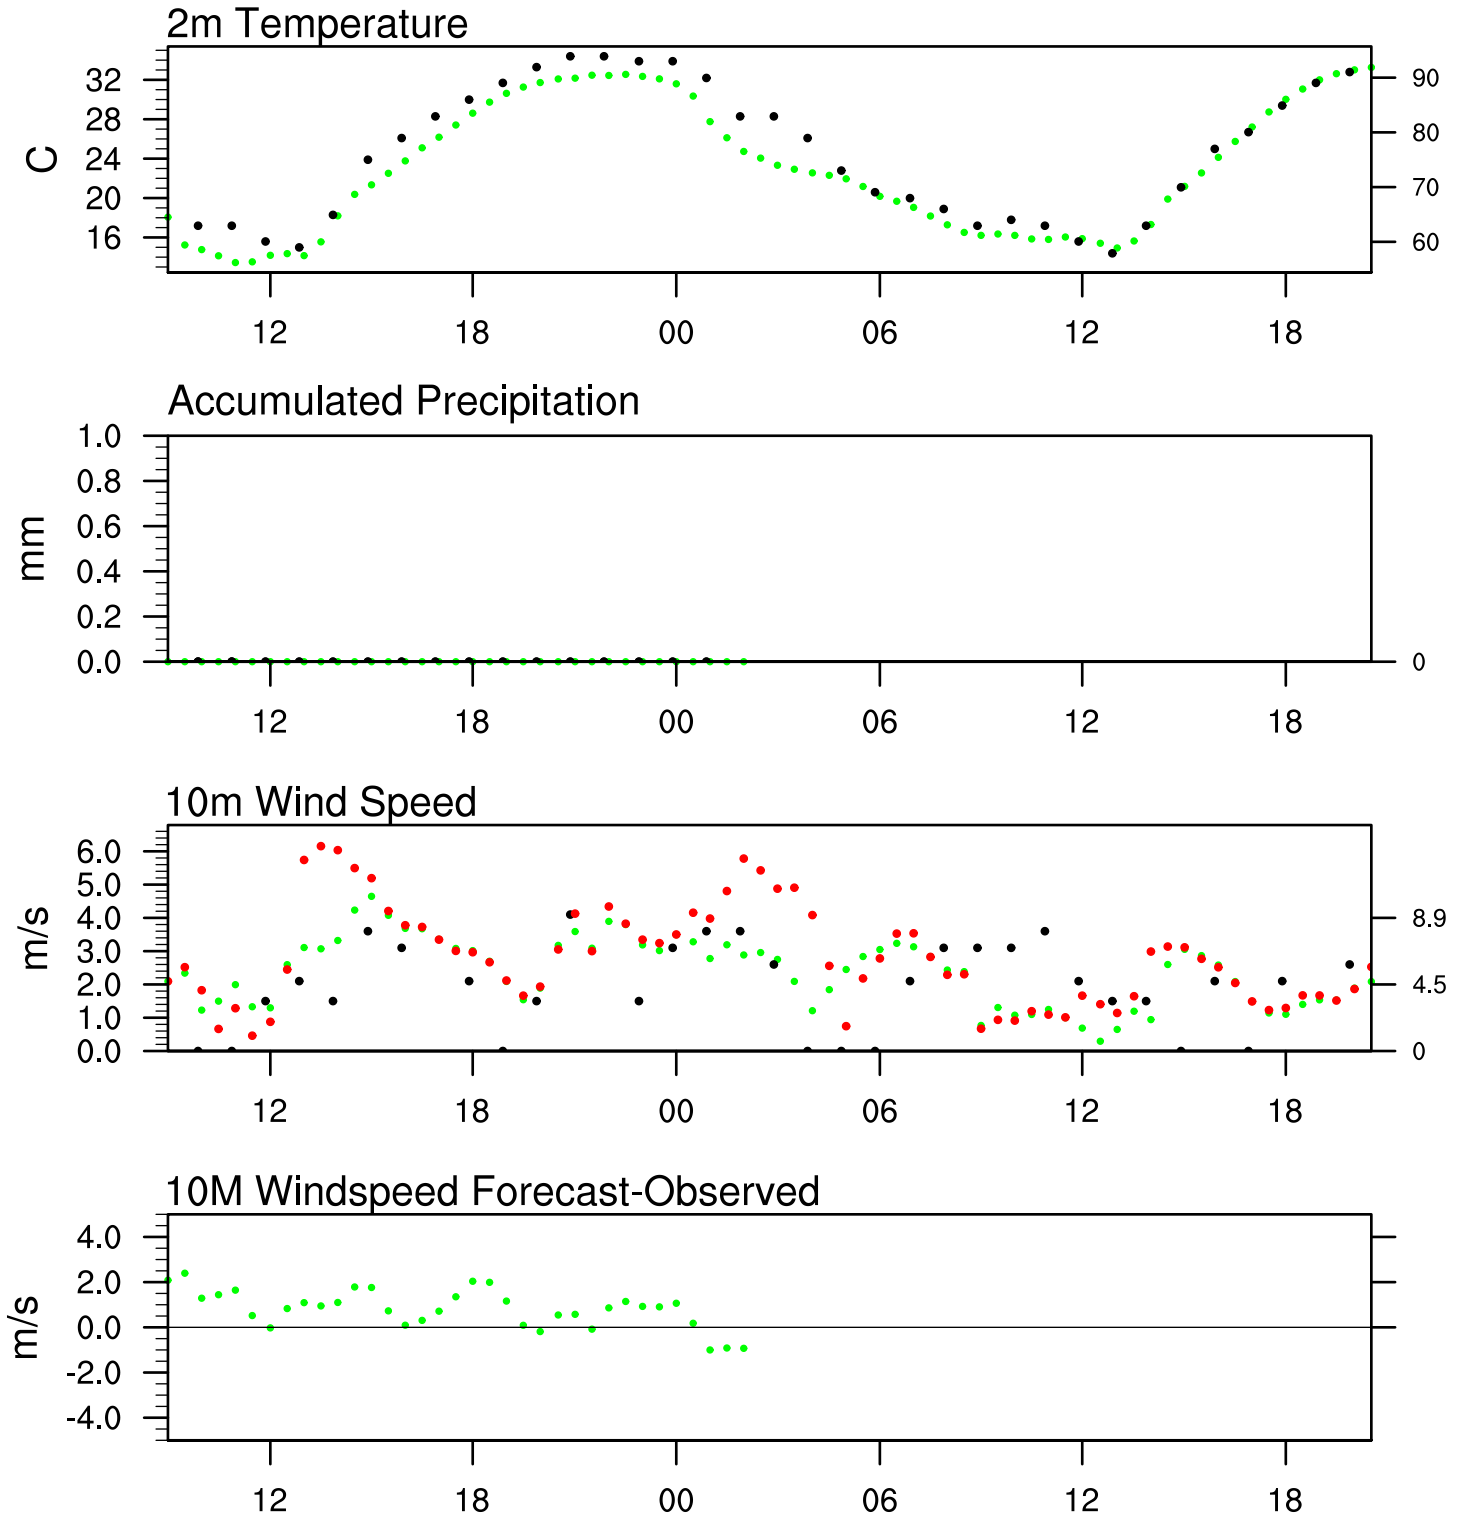 2m Temperature
32
28
24
20
16
C
90
80
70
60
12 18 00 06 12 18
Accumulated Precipitation
1.0
0.8
0.6
0.4
0.2
0.0
mm
0
12 18 00 06 12 18
10m Wind Speed
6.0
5.0
4.0
3.0
2.0
1.0
0.0
m/s
8.9
4.5
0
12 18 00 06 12 18
10M Windspeed Forecast-Observed
4.0
2.0
0.0
-2.0
-4.0
m/s
12 18 00 06 12 18